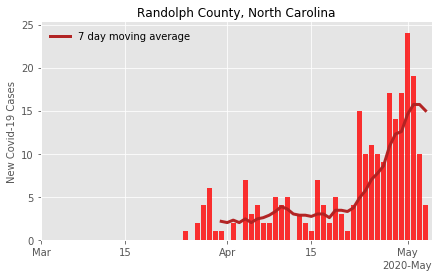 Randolph County, North Carolina
7 day moving average
New Covid-19 Cases
25
20
15
10
5
0
Mar 15 Apr 15 May
2020-May